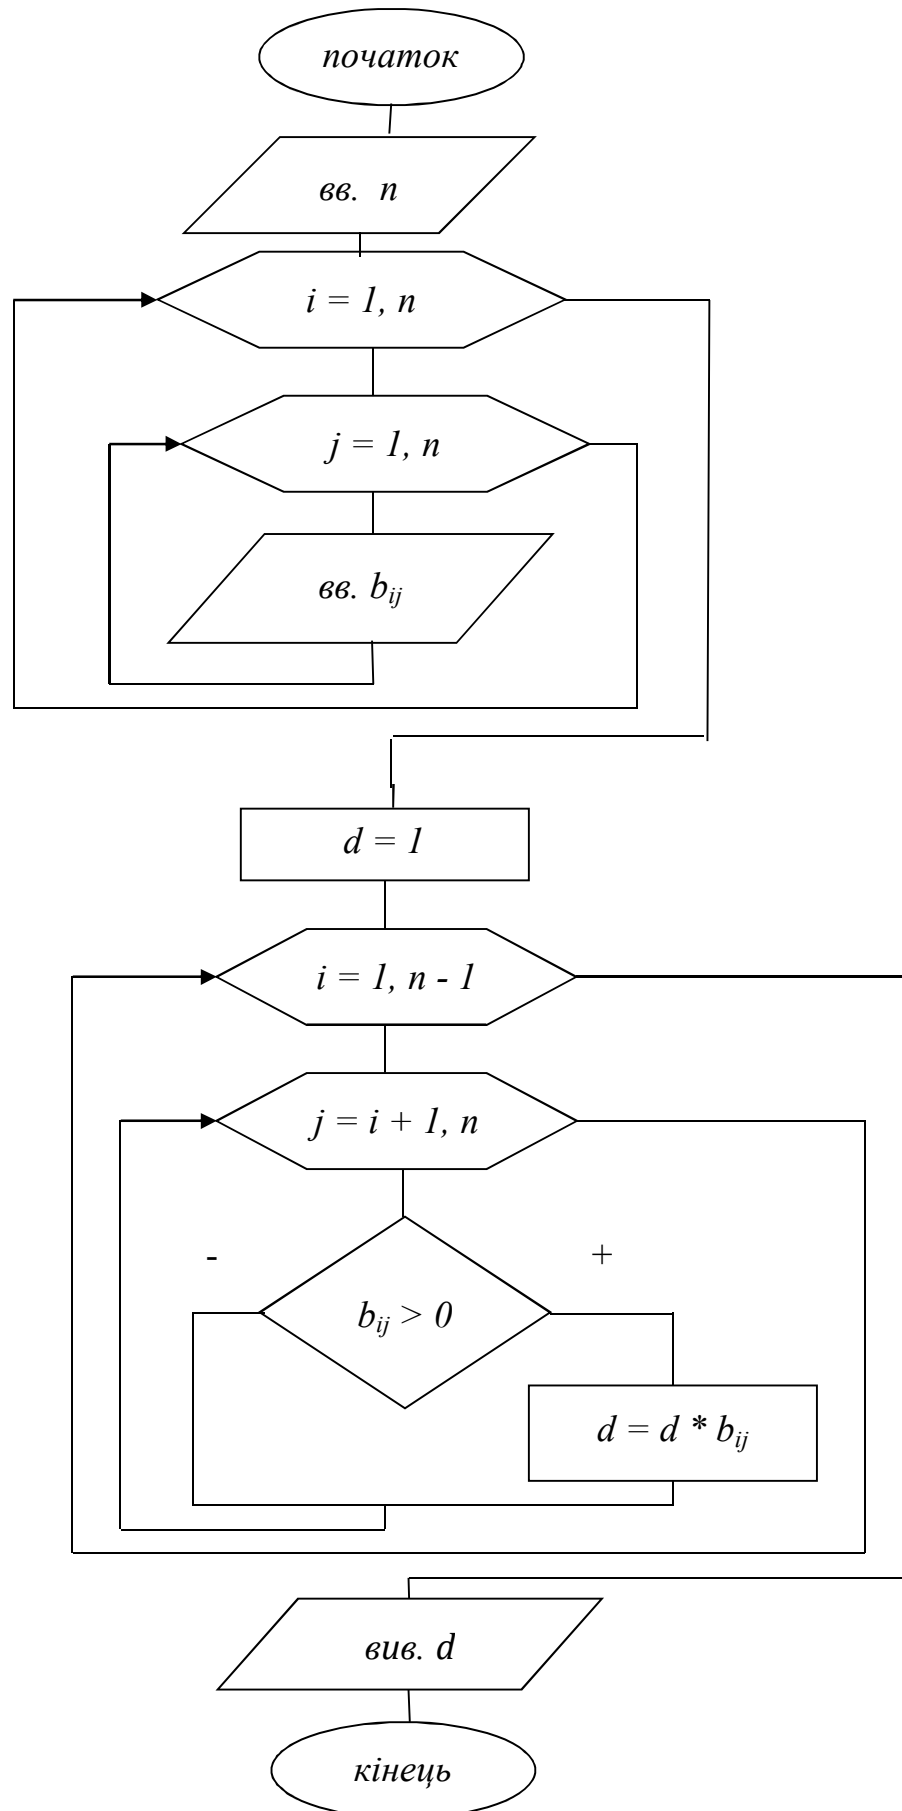 початок
вв. n
i = 1, n
j = 1, n
вв. bij
d = 1
i = 1, n - 1
j = i + 1, n
- +
bij > 0
d = d * bij
вив. d
кінець